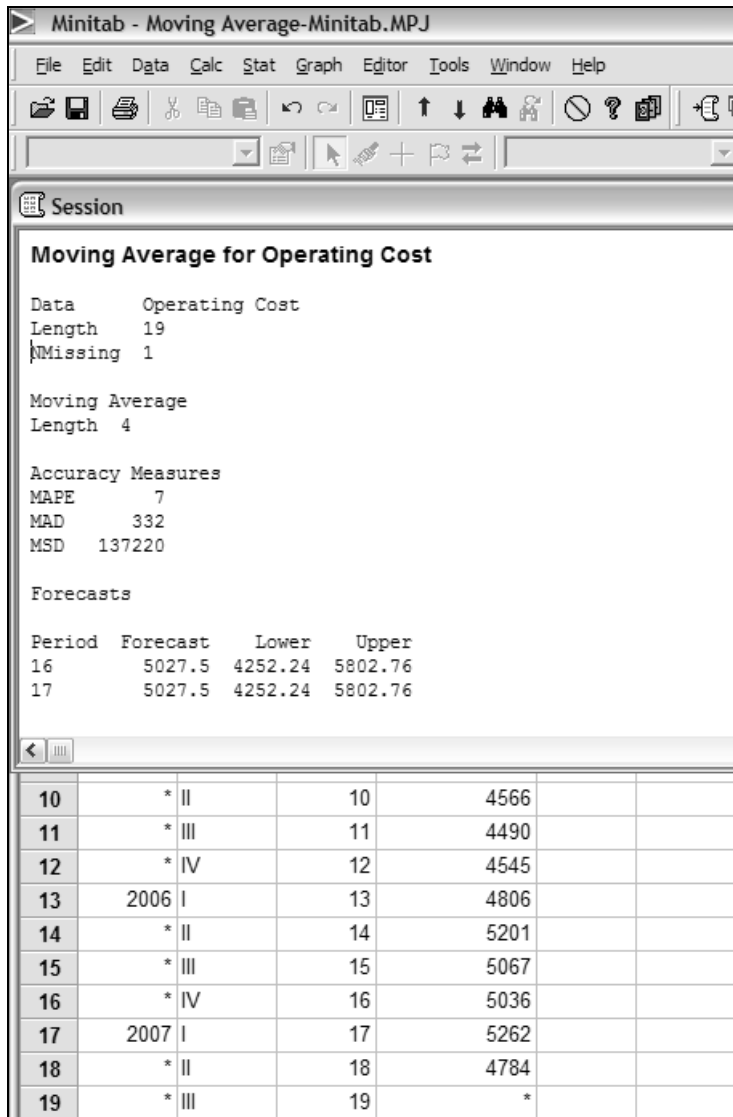 Minitab - Moving Average-Minitab.MPJ
File Edit Data Calc Stat Graph Editor Tools Window Help
Session
Moving Average for Operating Cost
Data Operating Cost
Length 19
NMissing 1
Moving Average
Length 4
Accuracy Measures
MAPE 7
MAD 332
MSD 137220
Forecasts
Period Forecast Lower Upper
16 5027.5 4252.24 5802.76
17 5027.5 4252.24 5802.76
10 * II 10 4566
11 * III 11 4490
12 * IV 12 4545
13 2006 I 13 4806
14 * II 14 5201
15 * III 15 5067
16 * IV 16 5036
17 2007 I 17 5262
18 * II 18 4784
19 * III 19 *